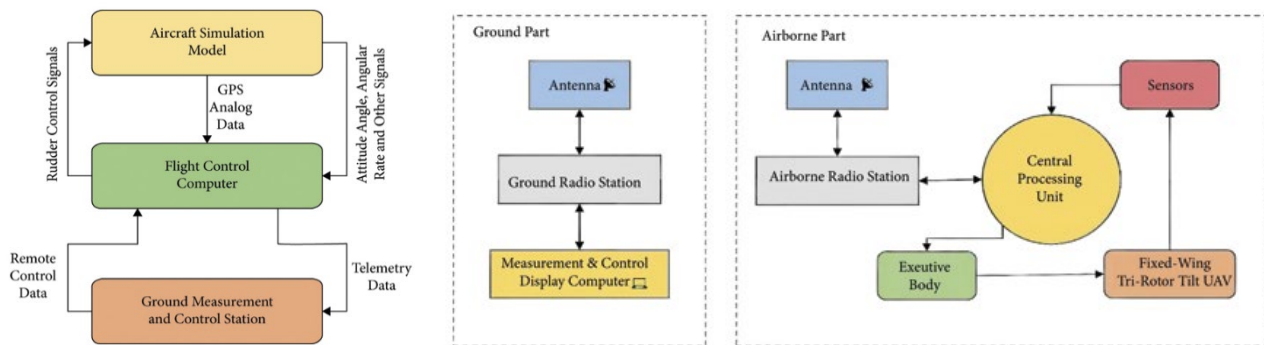 Aircraft Simulation
Model
Rudder Control Signals
GPS
Analog
Data
Attitude Angle, Angular
Rate and Other Signals
Flight Control
Computer
Remote
Control
Data
Telemetry
Data
Ground Measurement
and Control Station
Ground Part
Antenna
Ground Radio Station
Measurement & Control
Display Computer
Airborne Part
Antenna
Sensors
Airborne Radio Station
Central
Processing
Unit
Exeutive
Body
Fixed-Wing
Tri-Rotor Tilt UAV